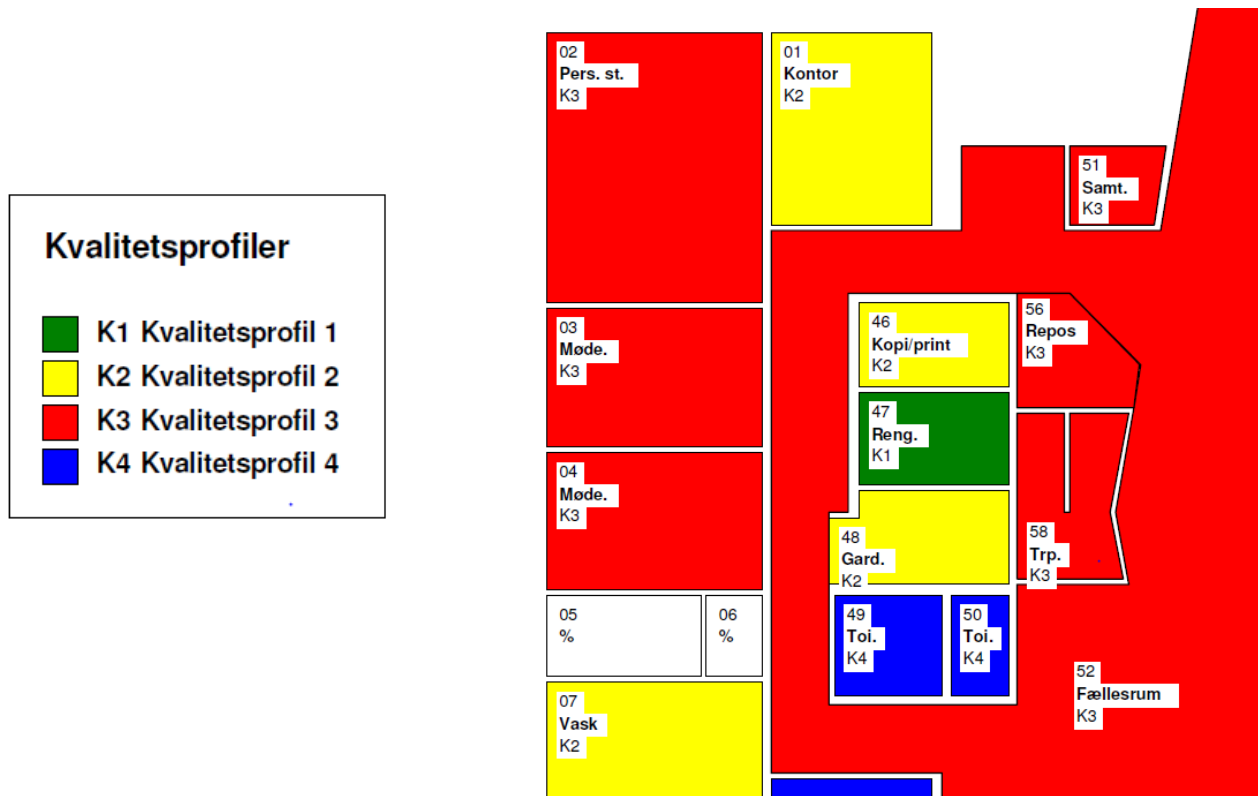 Kvalitetsprofiler
K1 Kvalitetsprofil 1
K2 Kvalitetsprofil 2
K3 Kvalitetsprofil 3
K4 Kvalitetsprofil 4
02
Pers. st.
K3
01
Kontor
K2
51
Samt.
K3
03
Møde.
K3
46
Kopi/print
K2
56
Repos
K3
47
Reng.
K1
04
Møde.
K3
48
Gard.
K2
58
Trp.
K3
05
%
06
%
49
Toi.
K4
50
Toi.
K4
52
Fællesrum
K3
07
Vask
K2